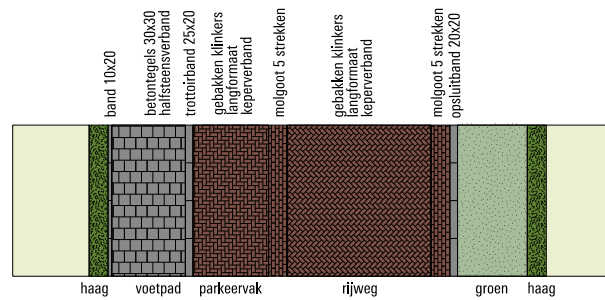 band 10x20
betontegels 30x30
halfsteensverband
trottoirband 25x20
gebakken klinkers
langformaat
keperverband
molgoot 5 strekken
gebakken klinkers
langformaat
keperverband
molgoot 5 strekken
opsluitband 20x20
haag
voetpad
parkeervak
rijweg
groen
haag